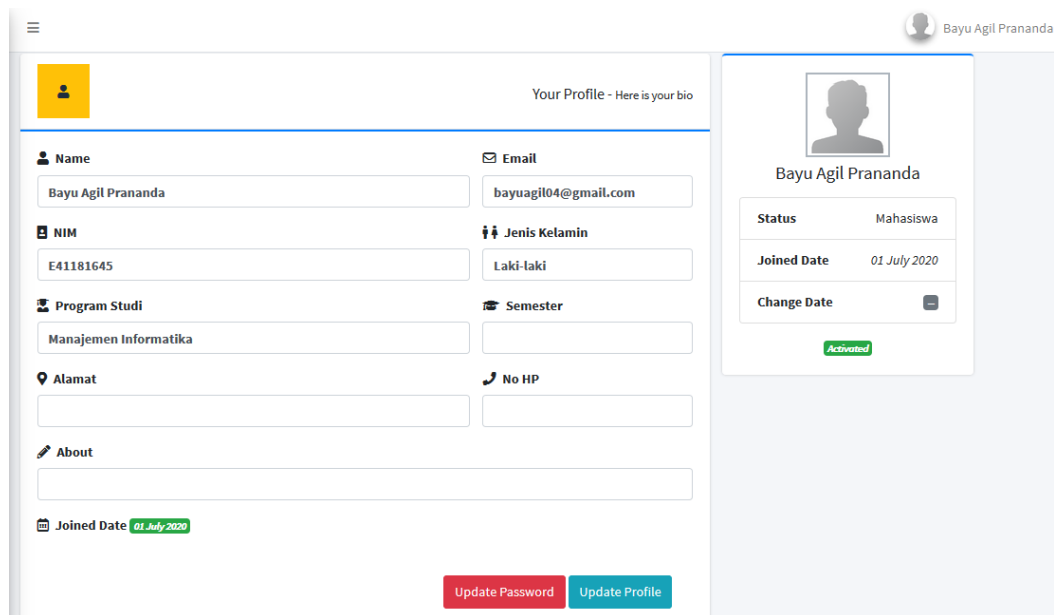 Bayu Agil Prananda
Your Profile - Here is your bio
Name
Bayu Agil Prananda
Email
bayuagil04@gmail.com
NIM
E41181645
Jenis Kelamin
Laki-laki
Program Studi
Manajemen Informatika
Semester
Alamat
No HP
About
Joined Date 01 July 2020
Update Password
Update Profile
Bayu Agil Prananda
Status Mahasiswa
Joined Date 01 July 2020
Change Date -
Activated